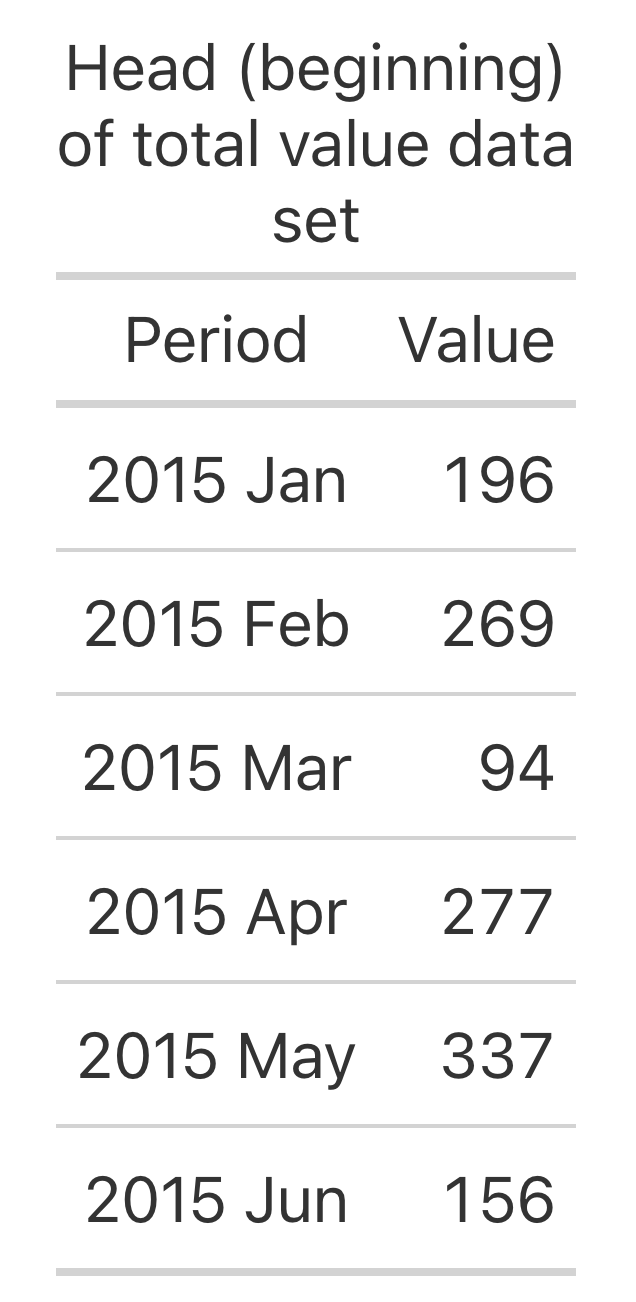 Head (beginning)
of total value data
set
Period Value
2015 Jan 196
2015 Feb 269
2015 Mar 94
2015 Apr 277
2015 May 337
2015 Jun 156